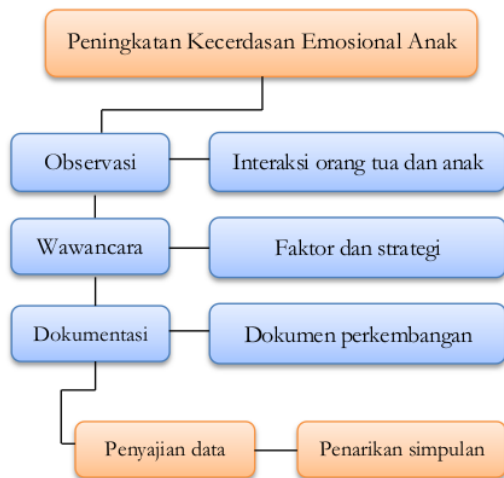 Peningkatan Kecerdasan Emosional Anak
Observasi
Interaksi orang tua dan anak
Wawancara
Faktor dan strategi
Dokumentasi
Dokumen perkembangan
Penyajian data
Penarikan simpulan